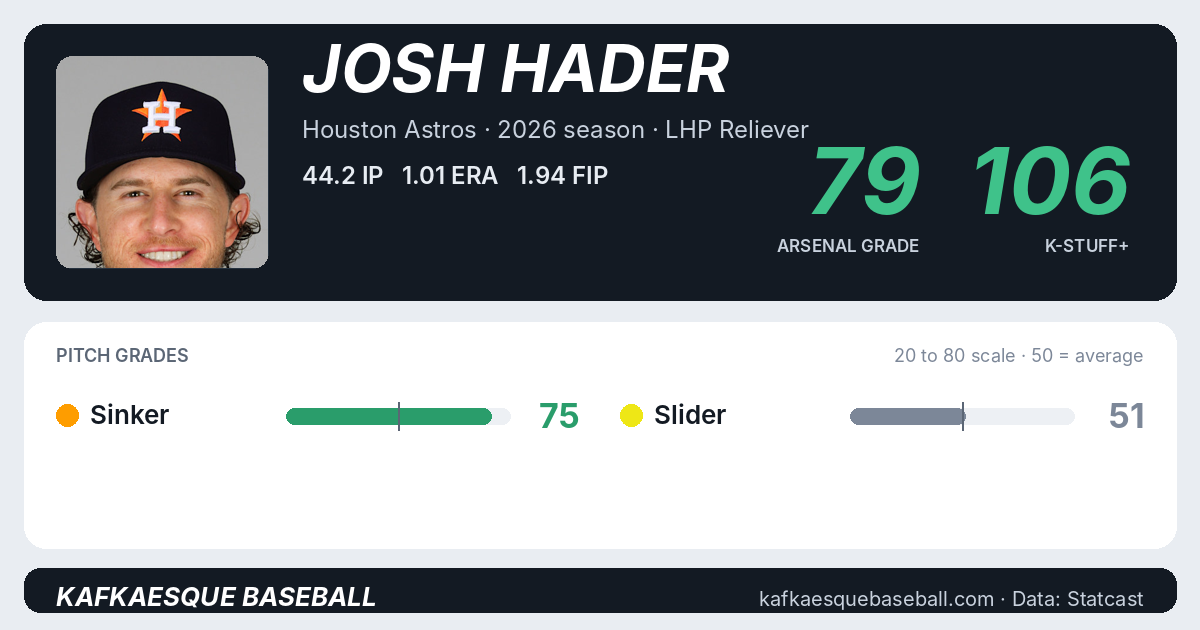 H
JOSH HADER
Houston Astros · 2026 season · LHP Reliever
44.2 IP 1.01 ERA 1.94 FIP
79 106
ARSENAL GRADE K-STUFF+
PITCH GRADES 20 to 80 scale · 50 = average
Sinker 75 Slider 51
KAFKAESQUE BASEBALL kafkaesquebaseball.com · Data: Statcast